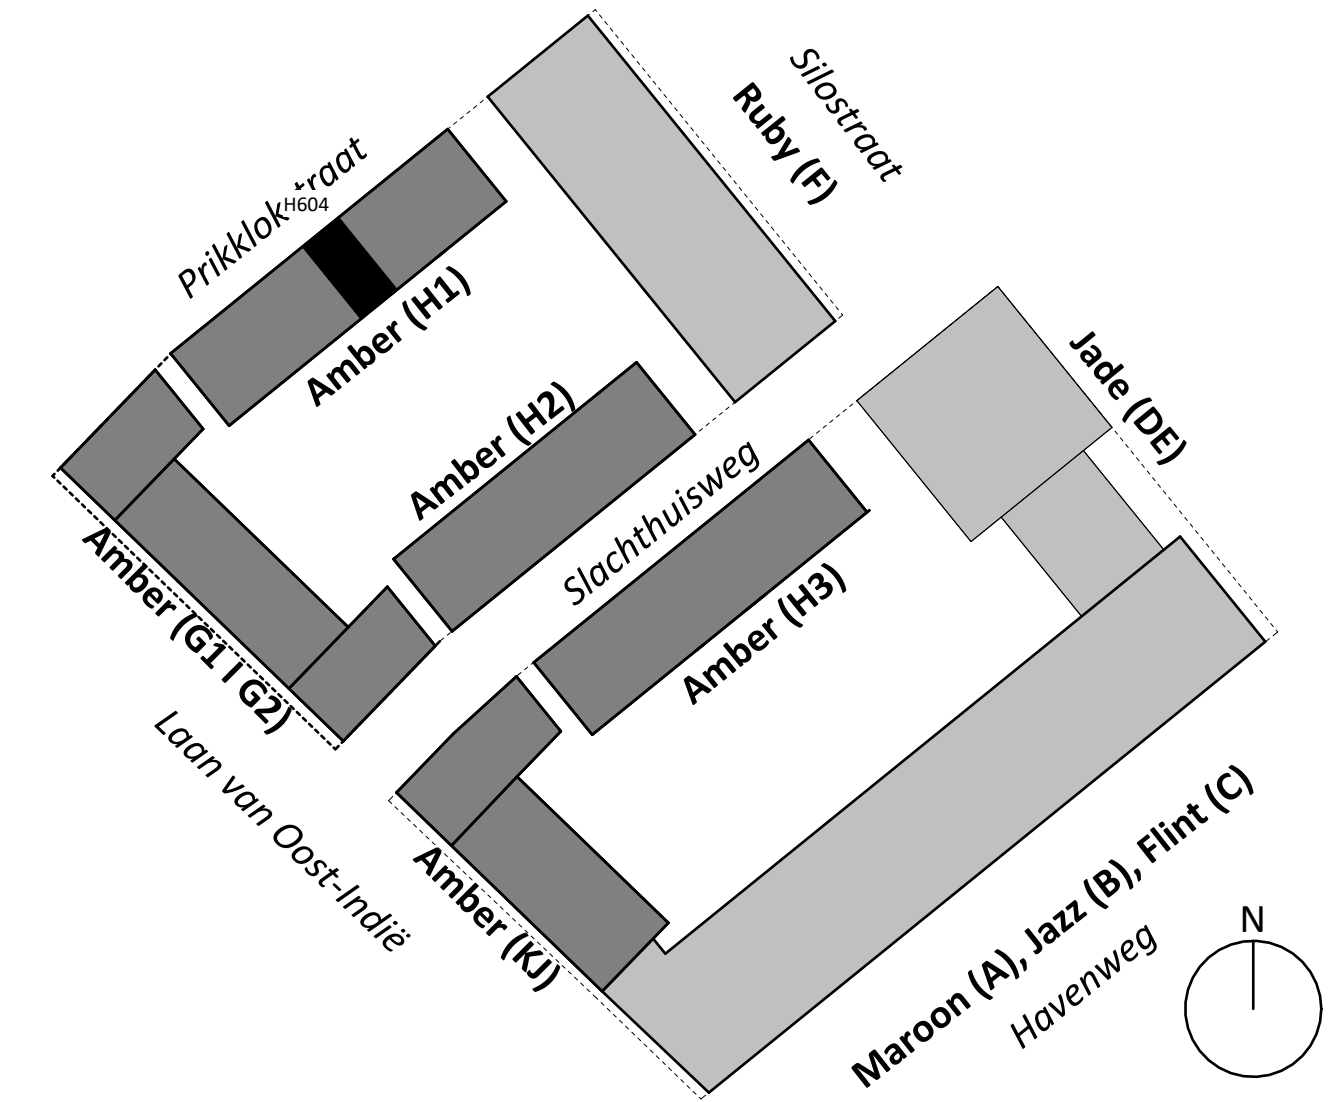 Silostraat
Ruby (F)
Prikklokstraat
H604
Amber (H1)
Jade (DE)
Amber (H2)
Slachthuisweg
Amber (H3)
Amber (G1 I G2)
Laan van Oost-Indië
Amber (KJ)
Maroon (A), Jazz (B), Flint (C)
Havenweg
N